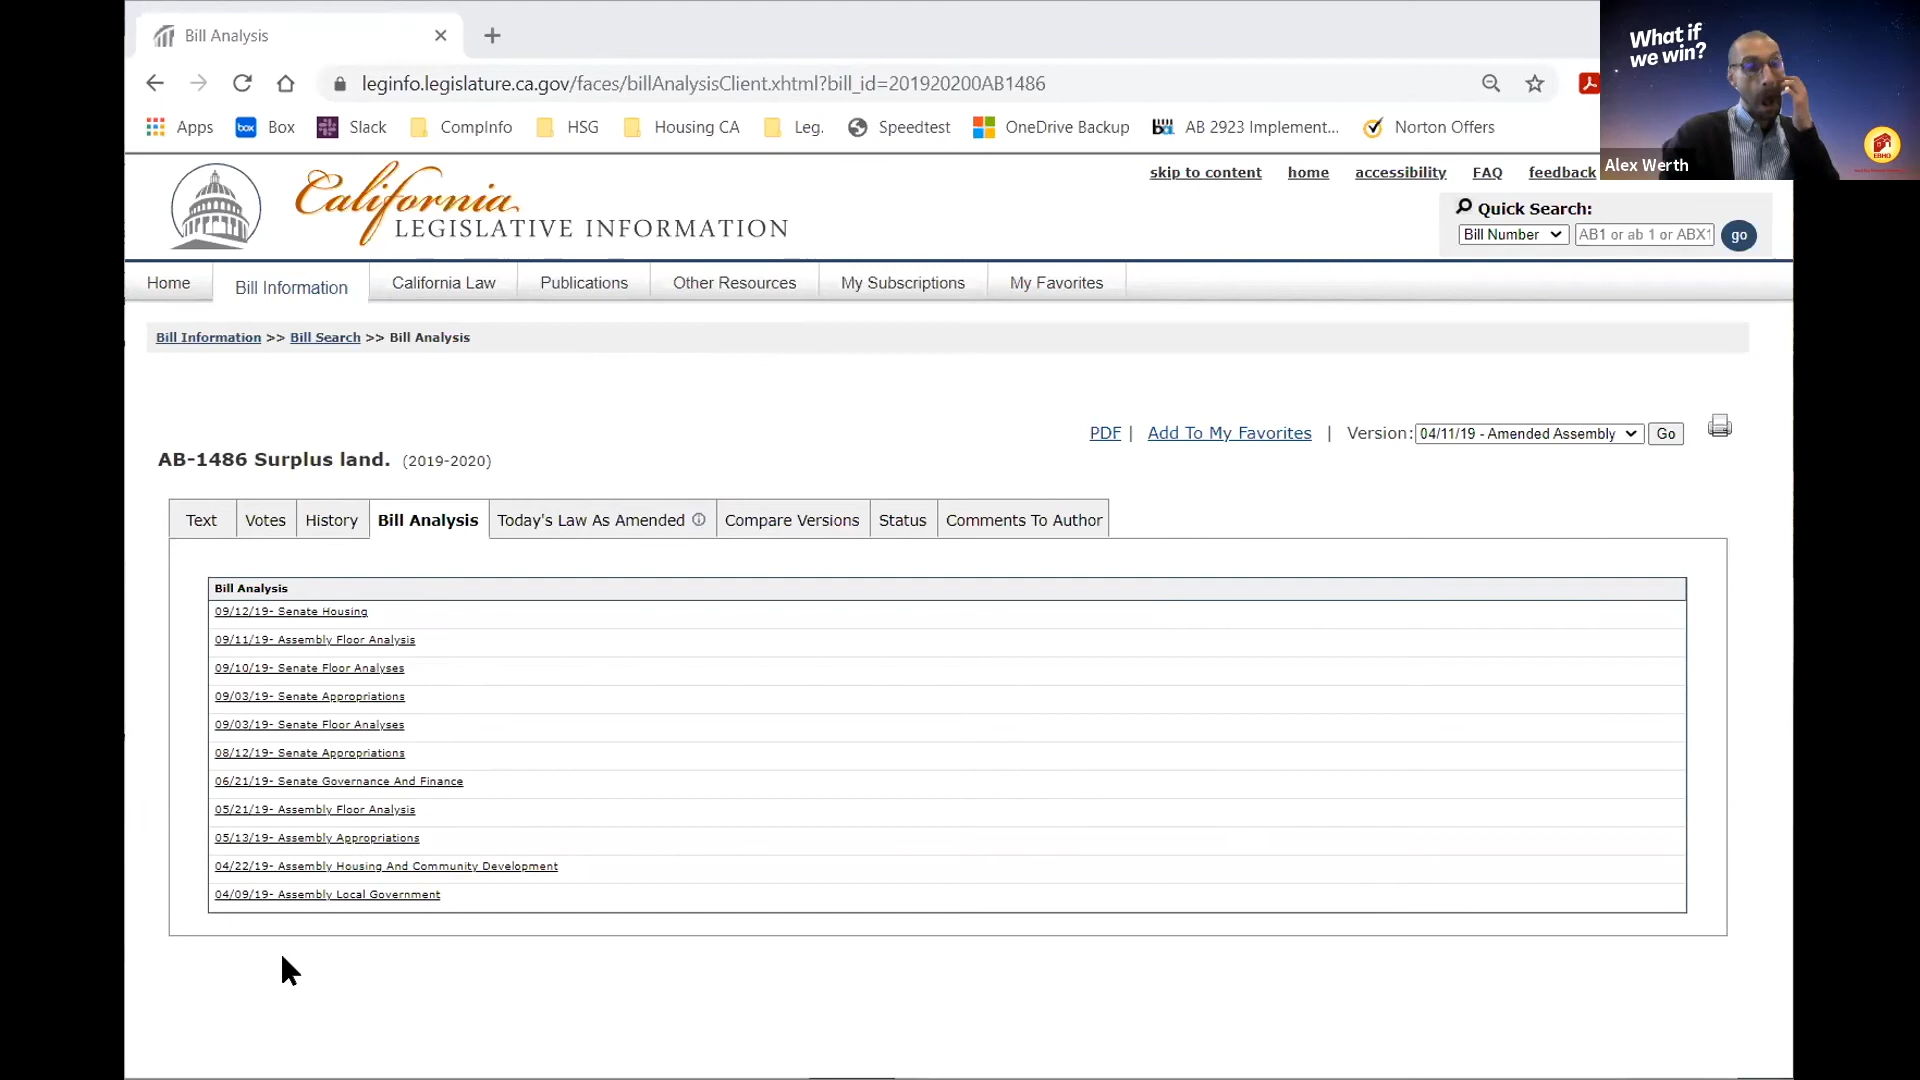 Bill Analysis
leginfo.legislature.ca.gov/faces/billAnalysisClient.xhtml?bill_id=201920200AB1486
Apps
box Box
Slack
CompInfo
HSG
Housing CA
Leg.
Speedtest
OneDrive Backup
AB 2923 Implement...
Norton Offers
What if
we win?
EBHO
Alex Werth
California
LEGISLATIVE INFORMATION
skip to content home accessibility FAQ feedback
Quick Search:
Bill Number AB1 or ab 1 or ABX1 go
Home Bill Information California Law Publications Other Resources My Subscriptions My Favorites
Bill Information >> Bill Search >> Bill Analysis
PDF | Add To My Favorites | Version: 04/11/19 - Amended Assembly Go
AB-1486 Surplus land. (2019-2020)
Text Votes History Bill Analysis Today's Law As Amended Compare Versions Status Comments To Author
Bill Analysis
09/12/19- Senate Housing
09/11/19- Assembly Floor Analysis
09/10/19- Senate Floor Analyses
09/03/19- Senate Appropriations
09/03/19- Senate Floor Analyses
08/12/19- Senate Appropriations
06/21/19- Senate Governance And Finance
05/21/19- Assembly Floor Analysis
05/13/19- Assembly Appropriations
04/22/19- Assembly Housing And Community Development
04/09/19- Assembly Local Government